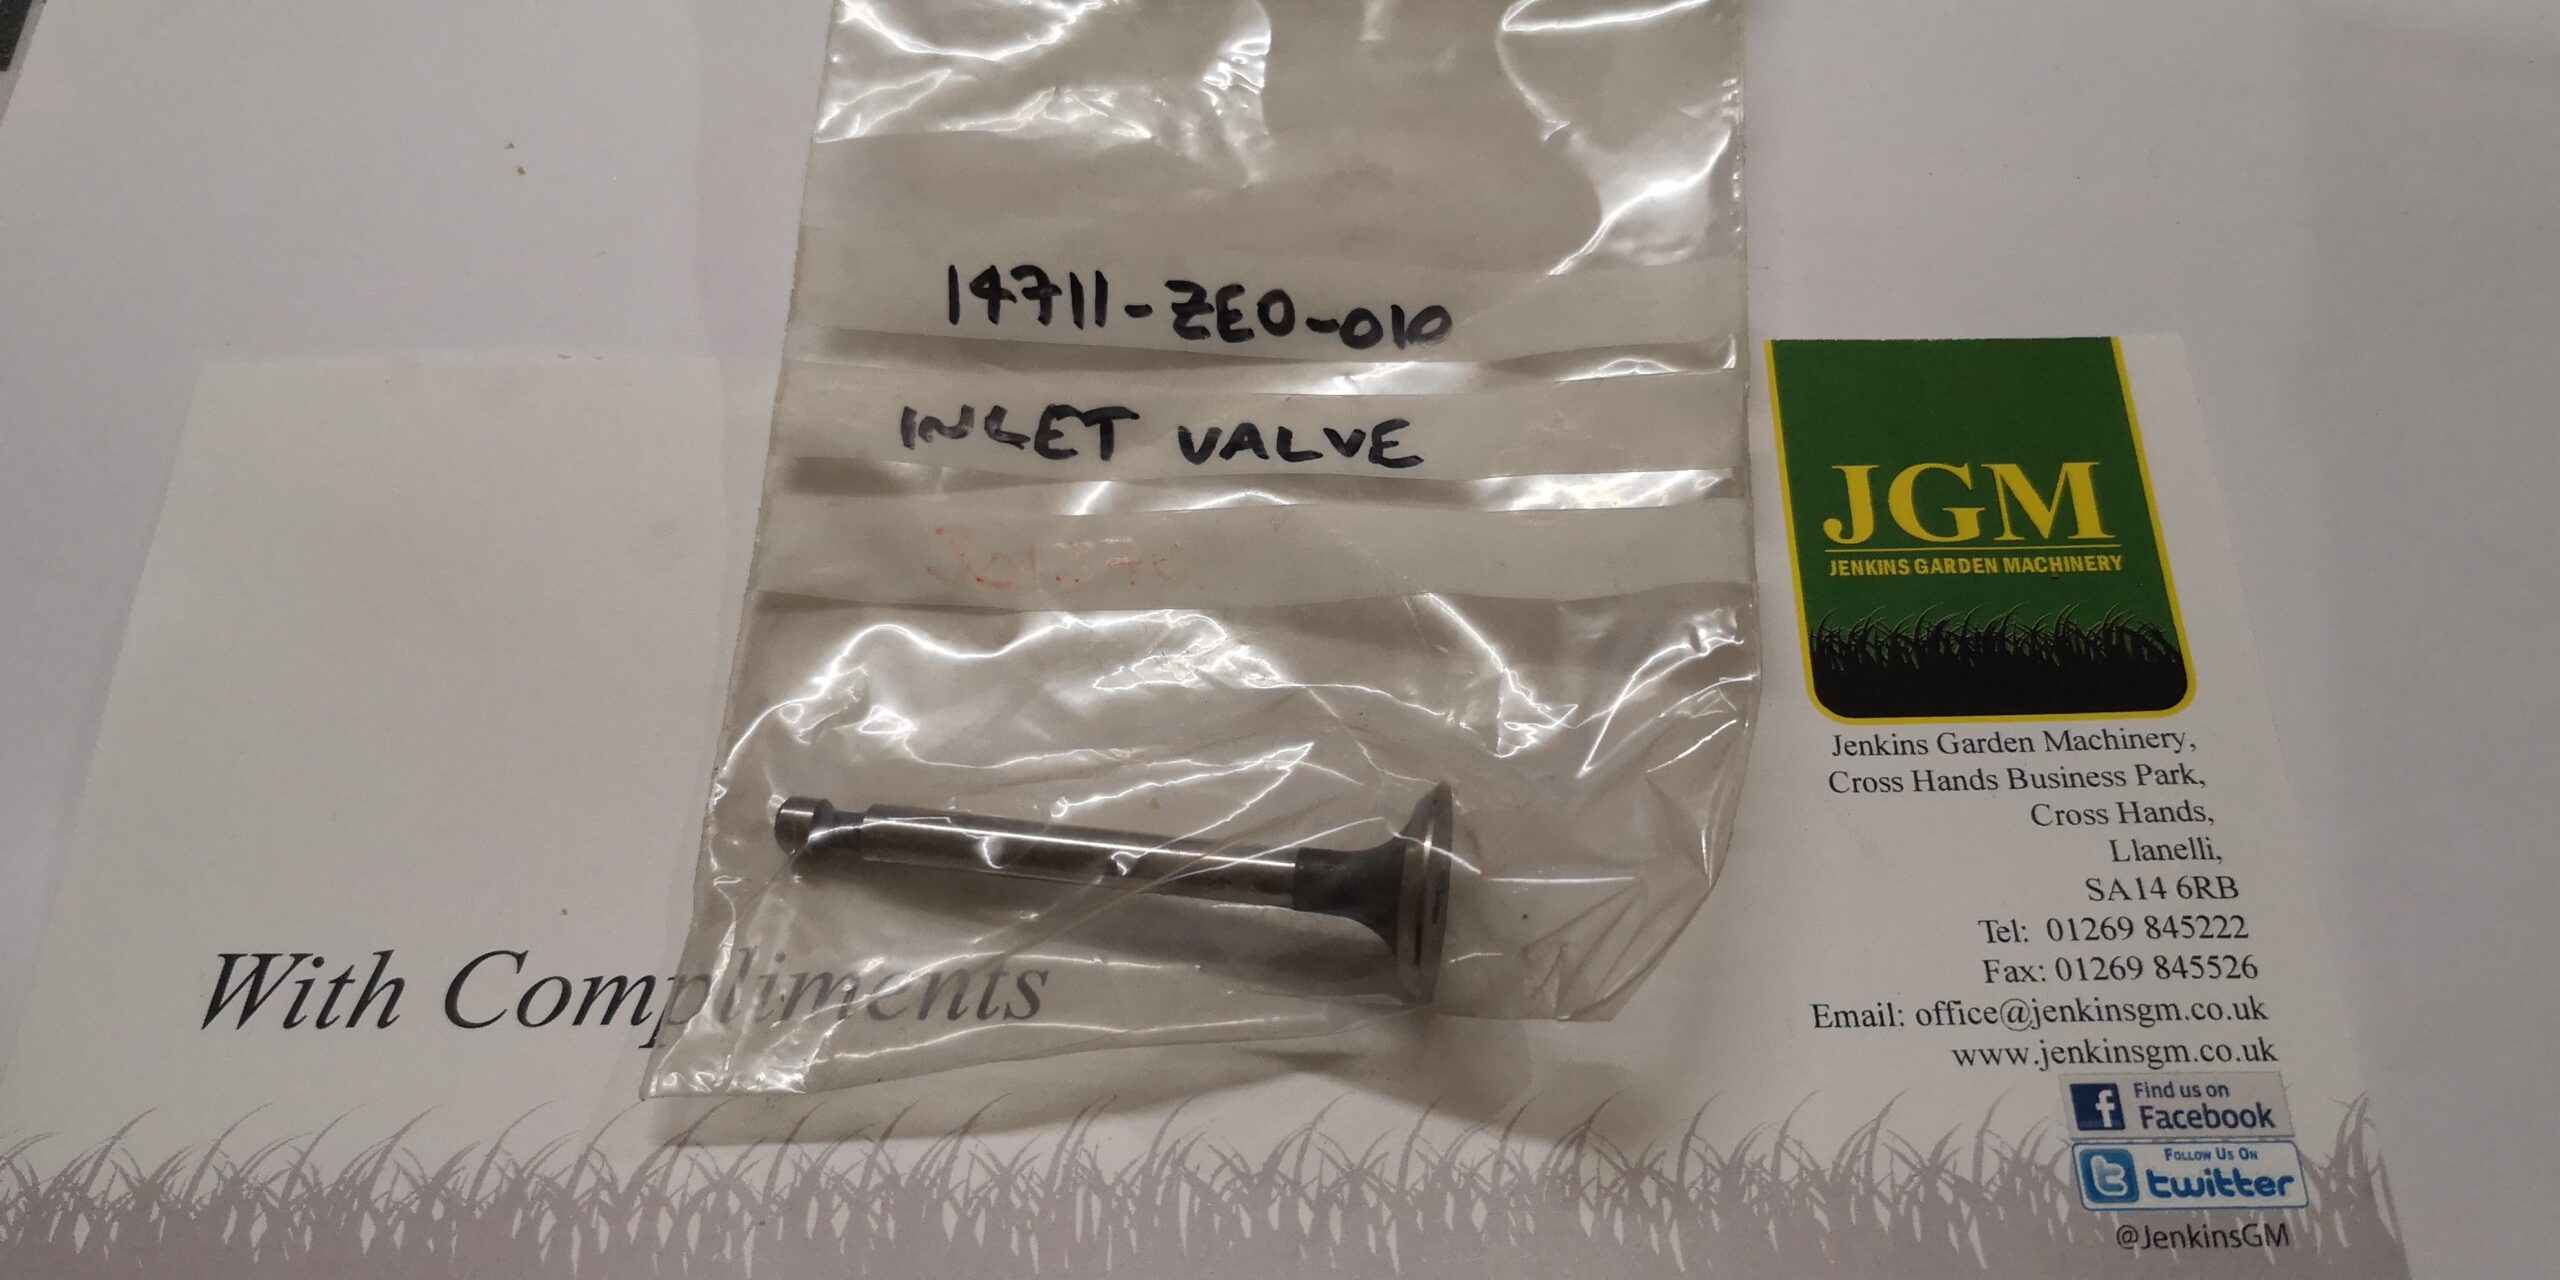 14711-ZE0-010
INLET VALVE
With Compliments
JGM
JENKINS GARDEN MACHINERY
Jenkins Garden Machinery,
Cross Hands Business Park,
Cross Hands,
Llanelli,
SA14 6RB
Tel: 01269 845222
Fax: 01269 845526
Email: office@jenkinsgm.co.uk
www.jenkinsgm.co.uk
Find us on
Facebook
Follow Us On
twitter
@JenkinsGM